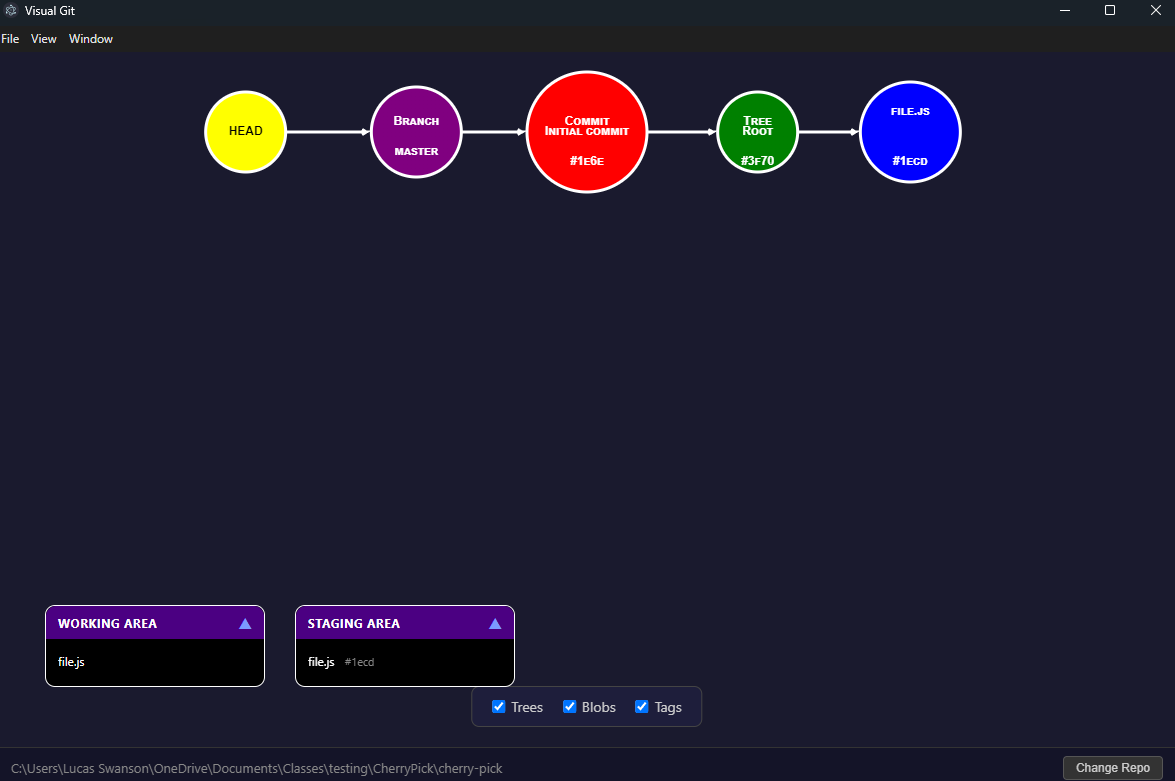 Visual Git
File View Window
HEAD
Branch
master
Commit
Initial commit
#1e6e
Tree
Root
#3f70
file.js
#1ecd
WORKING AREA
file.js
STAGING AREA
file.js #1ecd
Trees Blobs Tags
C:\Users\Lucas Swanson\OneDrive\Documents\Classes\testing\CherryPick\cherry-pick
Change Repo